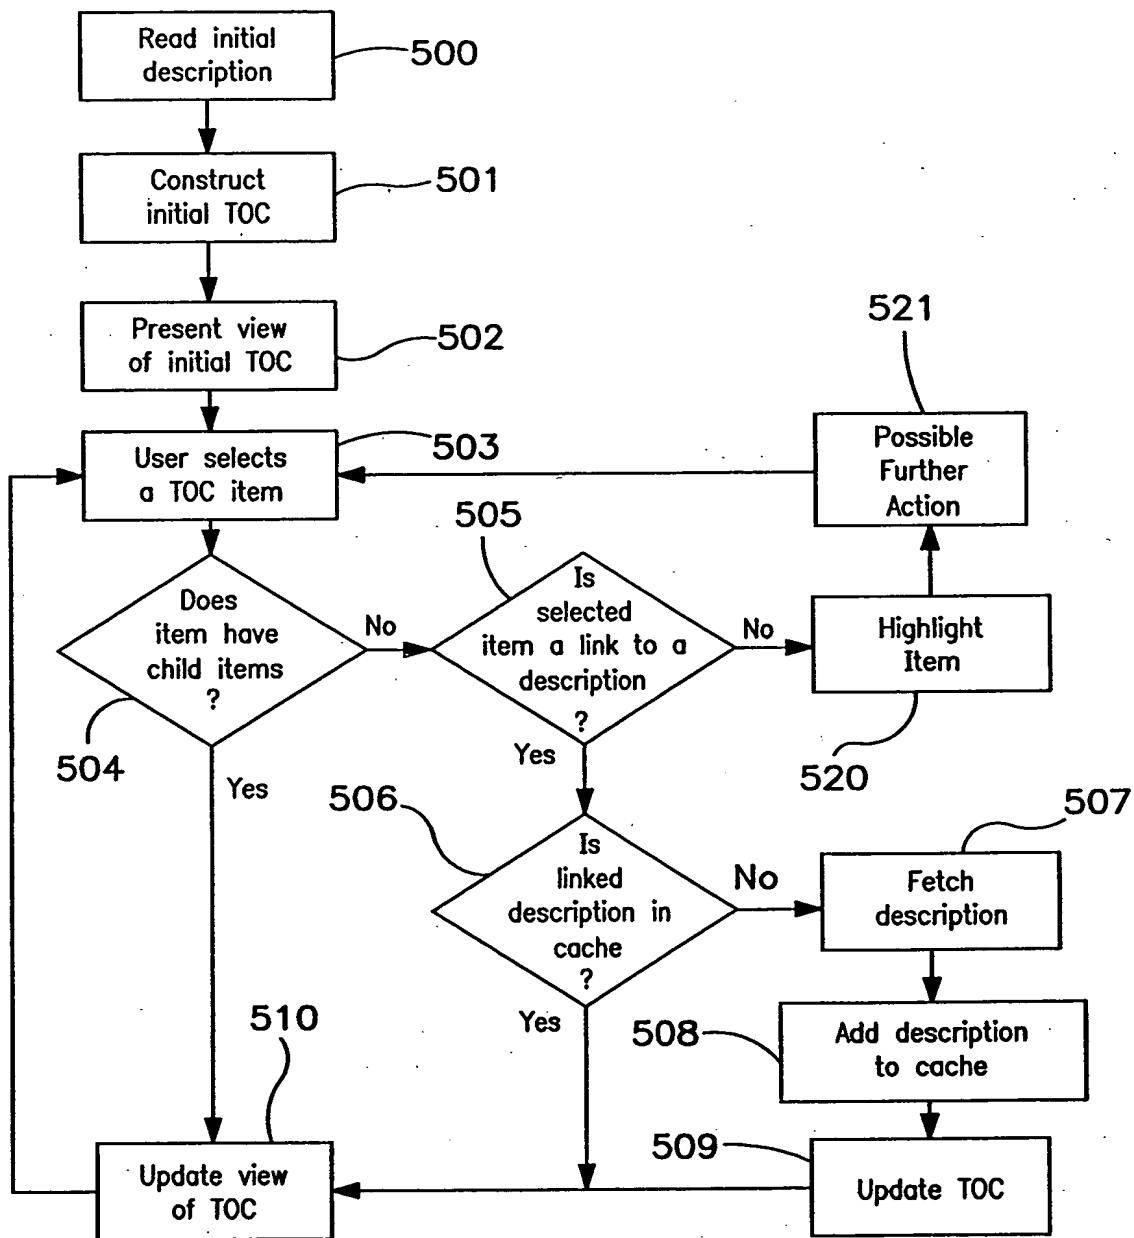 Read initial
description
500
Construct
initial TOC
501
Present view
of initial TOC
502
User selects
a TOC item
503
521
Possible
Further
Action
505
Does
item have
child items
?
504
No
Is
selected
item a link to a
description
?
No
Highlight
Item
520
Yes
Yes
506
Is
linked
description in
cache
?
No
507
Fetch
description
Yes
508
Add description
to cache
510
509
Update view
of TOC
Update TOC